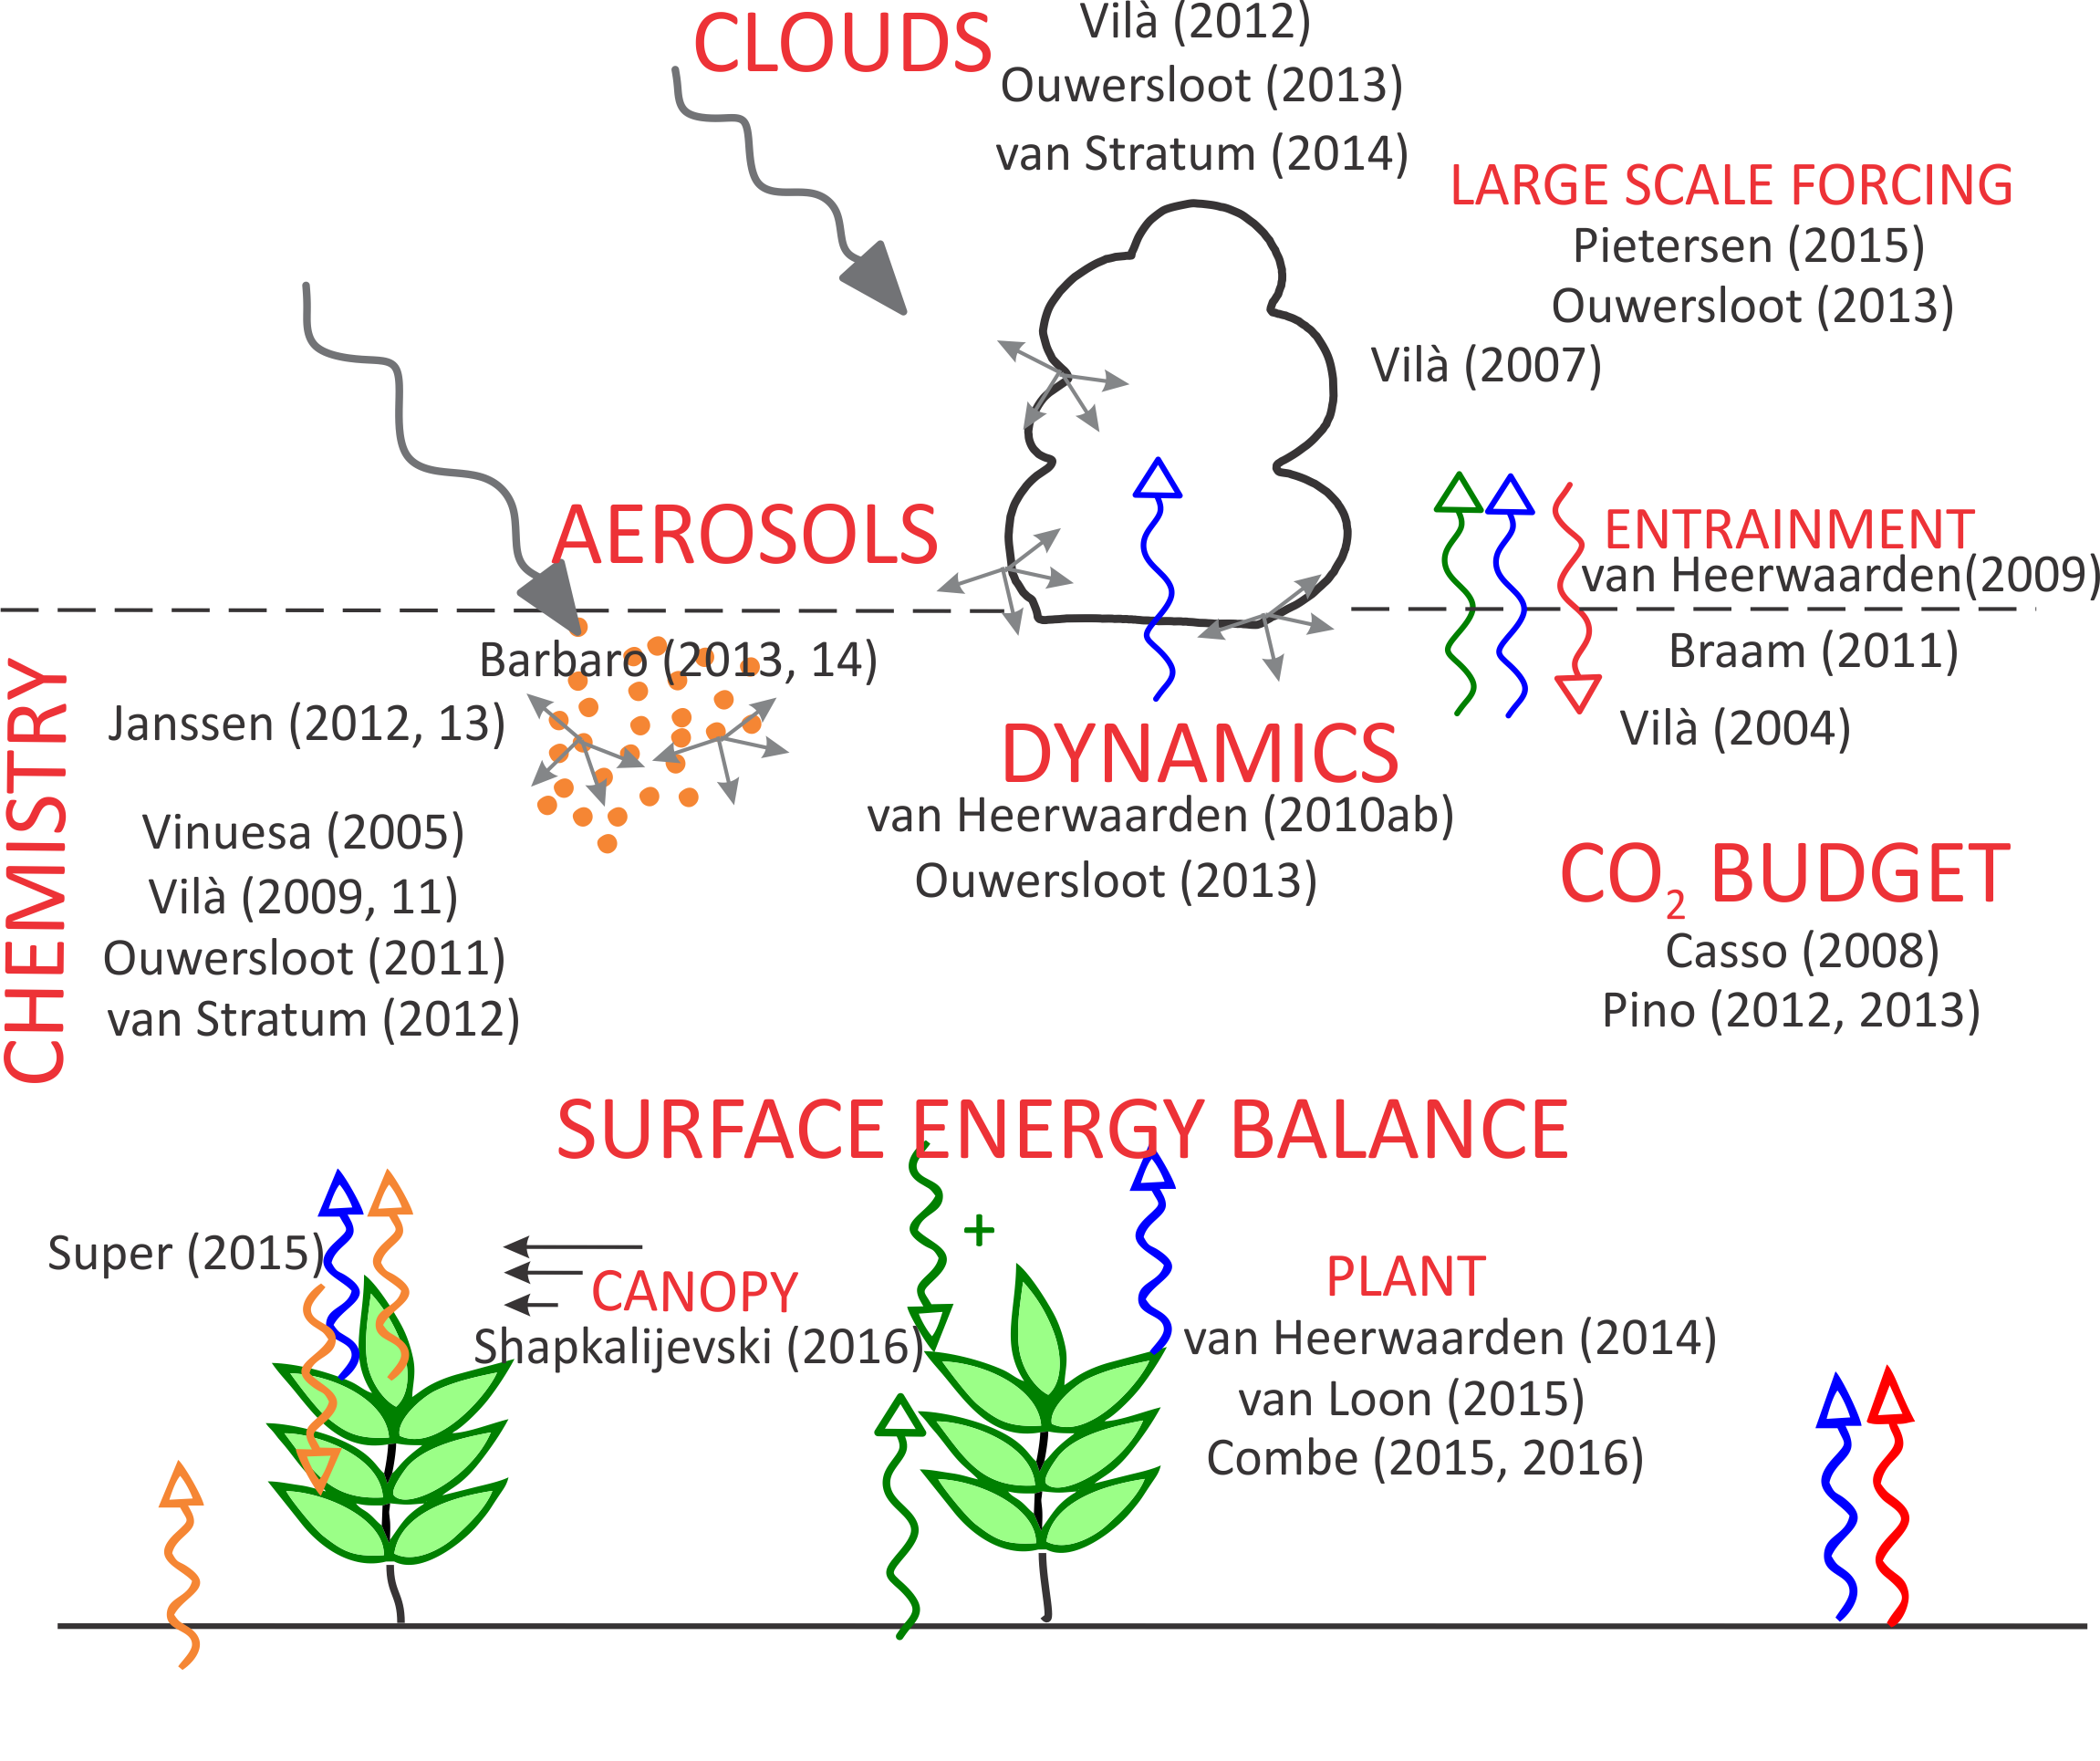 CLOUDS
Vilà (2012)
Ouwersloot (2013)
van Stratum (2014)
LARGE SCALE FORCING
Pietersen (2015)
Ouwersloot (2013)
Vilà (2007)
AEROSOLS
Barbaro (2013, 14)
ENTRAINMENT
van Heerwaarden(2009)
Braam (2011)
Vilà (2004)
CHEMISTRY
Janssen (2012, 13)
Vinuesa (2005)
Vilà (2009, 11)
Ouwersloot (2011)
van Stratum (2012)
DYNAMICS
van Heerwaarden (2010ab)
Ouwersloot (2013)
CO₂ BUDGET
Casso (2008)
Pino (2012, 2013)
SURFACE ENERGY BALANCE
Super (2015)
CANOPY
Shapkalijevski (2016)
+
PLANT
van Heerwaarden (2014)
van Loon (2015)
Combe (2015, 2016)